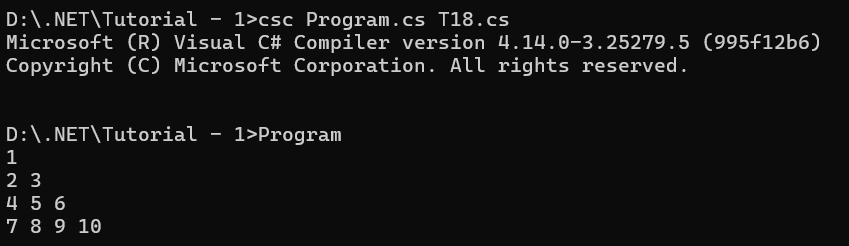 D:\.NET\Tutorial - 1>csc Program.cs T18.cs
Microsoft (R) Visual C# Compiler version 4.14.0-3.25279.5 (995f12b6)
Copyright (C) Microsoft Corporation. All rights reserved.
D:\.NET\Tutorial - 1>Program
1
2 3
4 5 6
7 8 9 10